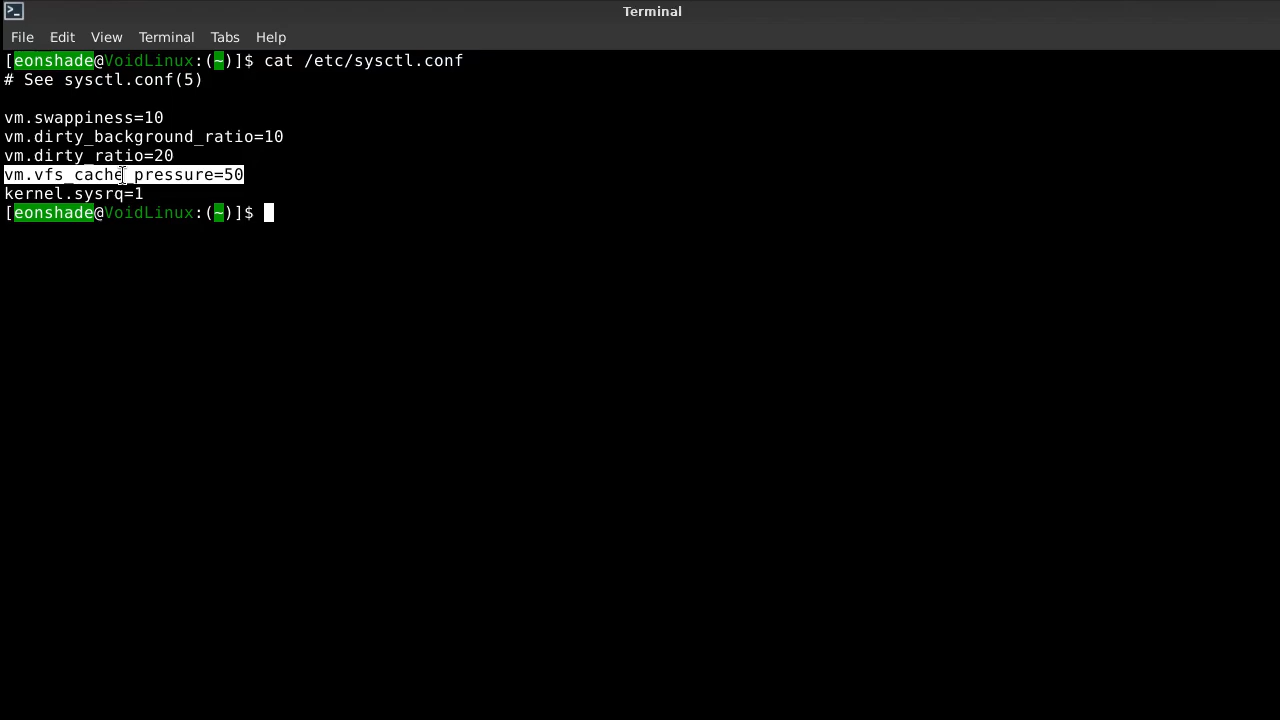 Terminal
File Edit View Terminal Tabs Help
[eonshade@VoidLinux:(~)]$ cat /etc/sysctl.conf
# See sysctl.conf(5)
vm.swappiness=10
vm.dirty_background_ratio=10
vm.dirty_ratio=20
vm.vfs_cache_pressure=50
kernel.sysrq=1
[eonshade@VoidLinux:(~)]$